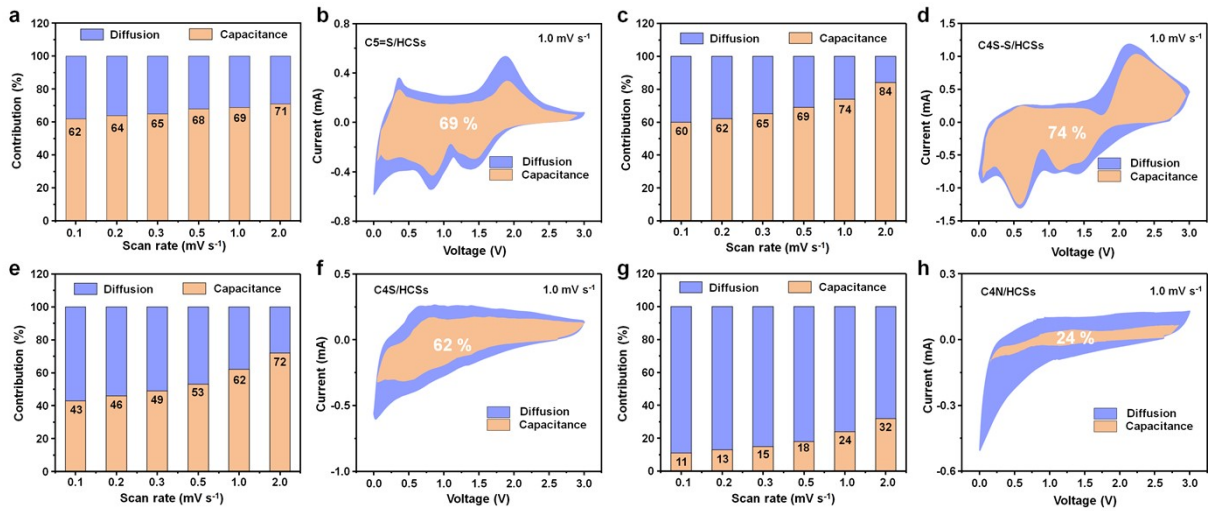 a
120
100
80
60
40
20
0
Contribution (%)
Diffusion
Capacitance
62
64
65
68
69
71
0.1 0.2 0.3 0.5 1.0 2.0
Scan rate (mV s⁻¹)
b
0.8
0.4
0.0
-0.4
-0.8
Current (mA)
C5=S/HCSs
1.0 mV s⁻¹
69 %
Diffusion
Capacitance
0.0 0.5 1.0 1.5 2.0 2.5 3.0
Voltage (V)
c
120
100
80
60
40
20
0
Contribution (%)
Diffusion
Capacitance
60
62
65
69
74
84
0.1 0.2 0.3 0.5 1.0 2.0
Scan rate (mV s⁻¹)
d
1.5
1.0
0.5
0.0
-0.5
-1.0
-1.5
Current (mA)
C4S-S/HCSs
1.0 mV s⁻¹
74 %
Diffusion
Capacitance
0.0 0.5 1.0 1.5 2.0 2.5 3.0
Voltage (V)
e
120
100
80
60
40
20
0
Contribution (%)
Diffusion
Capacitance
43
46
49
53
62
72
0.1 0.2 0.3 0.5 1.0 2.0
Scan rate (mV s⁻¹)
f
0.5
0.0
-0.5
-1.0
Current (mA)
C4S/HCSs
1.0 mV s⁻¹
62 %
Diffusion
Capacitance
0.0 0.5 1.0 1.5 2.0 2.5 3.0
Voltage (V)
g
120
100
80
60
40
20
0
Contribution (%)
Diffusion
Capacitance
11
13
15
18
24
32
0.1 0.2 0.3 0.5 1.0 2.0
Scan rate (mV s⁻¹)
h
0.3
0.0
-0.3
-0.6
Current (mA)
C4N/HCSs
1.0 mV s⁻¹
24 %
Diffusion
Capacitance
0.0 0.5 1.0 1.5 2.0 2.5 3.0
Voltage (V)